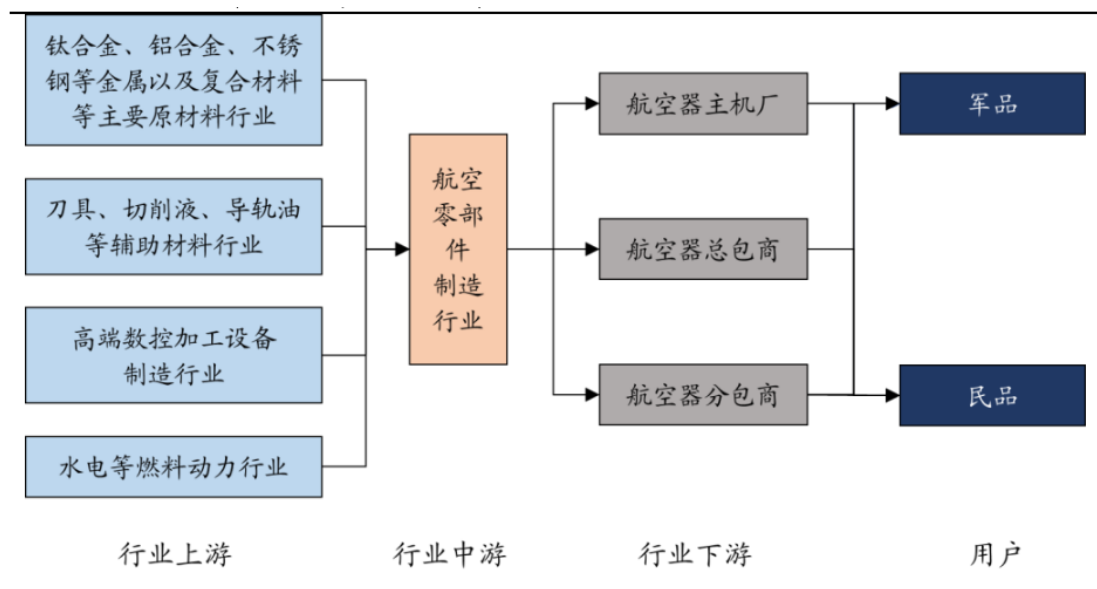 钛合金、铝合金、不锈
钢等金属以及复合材料
等主要原材料行业
刀具、切削液、导轨油
等辅助材料行业
高端数控加工设备
制造行业
水电等燃料动力行业
航空
零部
件
制造
行业
航空器主机厂
航空器总包商
航空器分包商
军品
民品
行业上游
行业中游
行业下游
用户